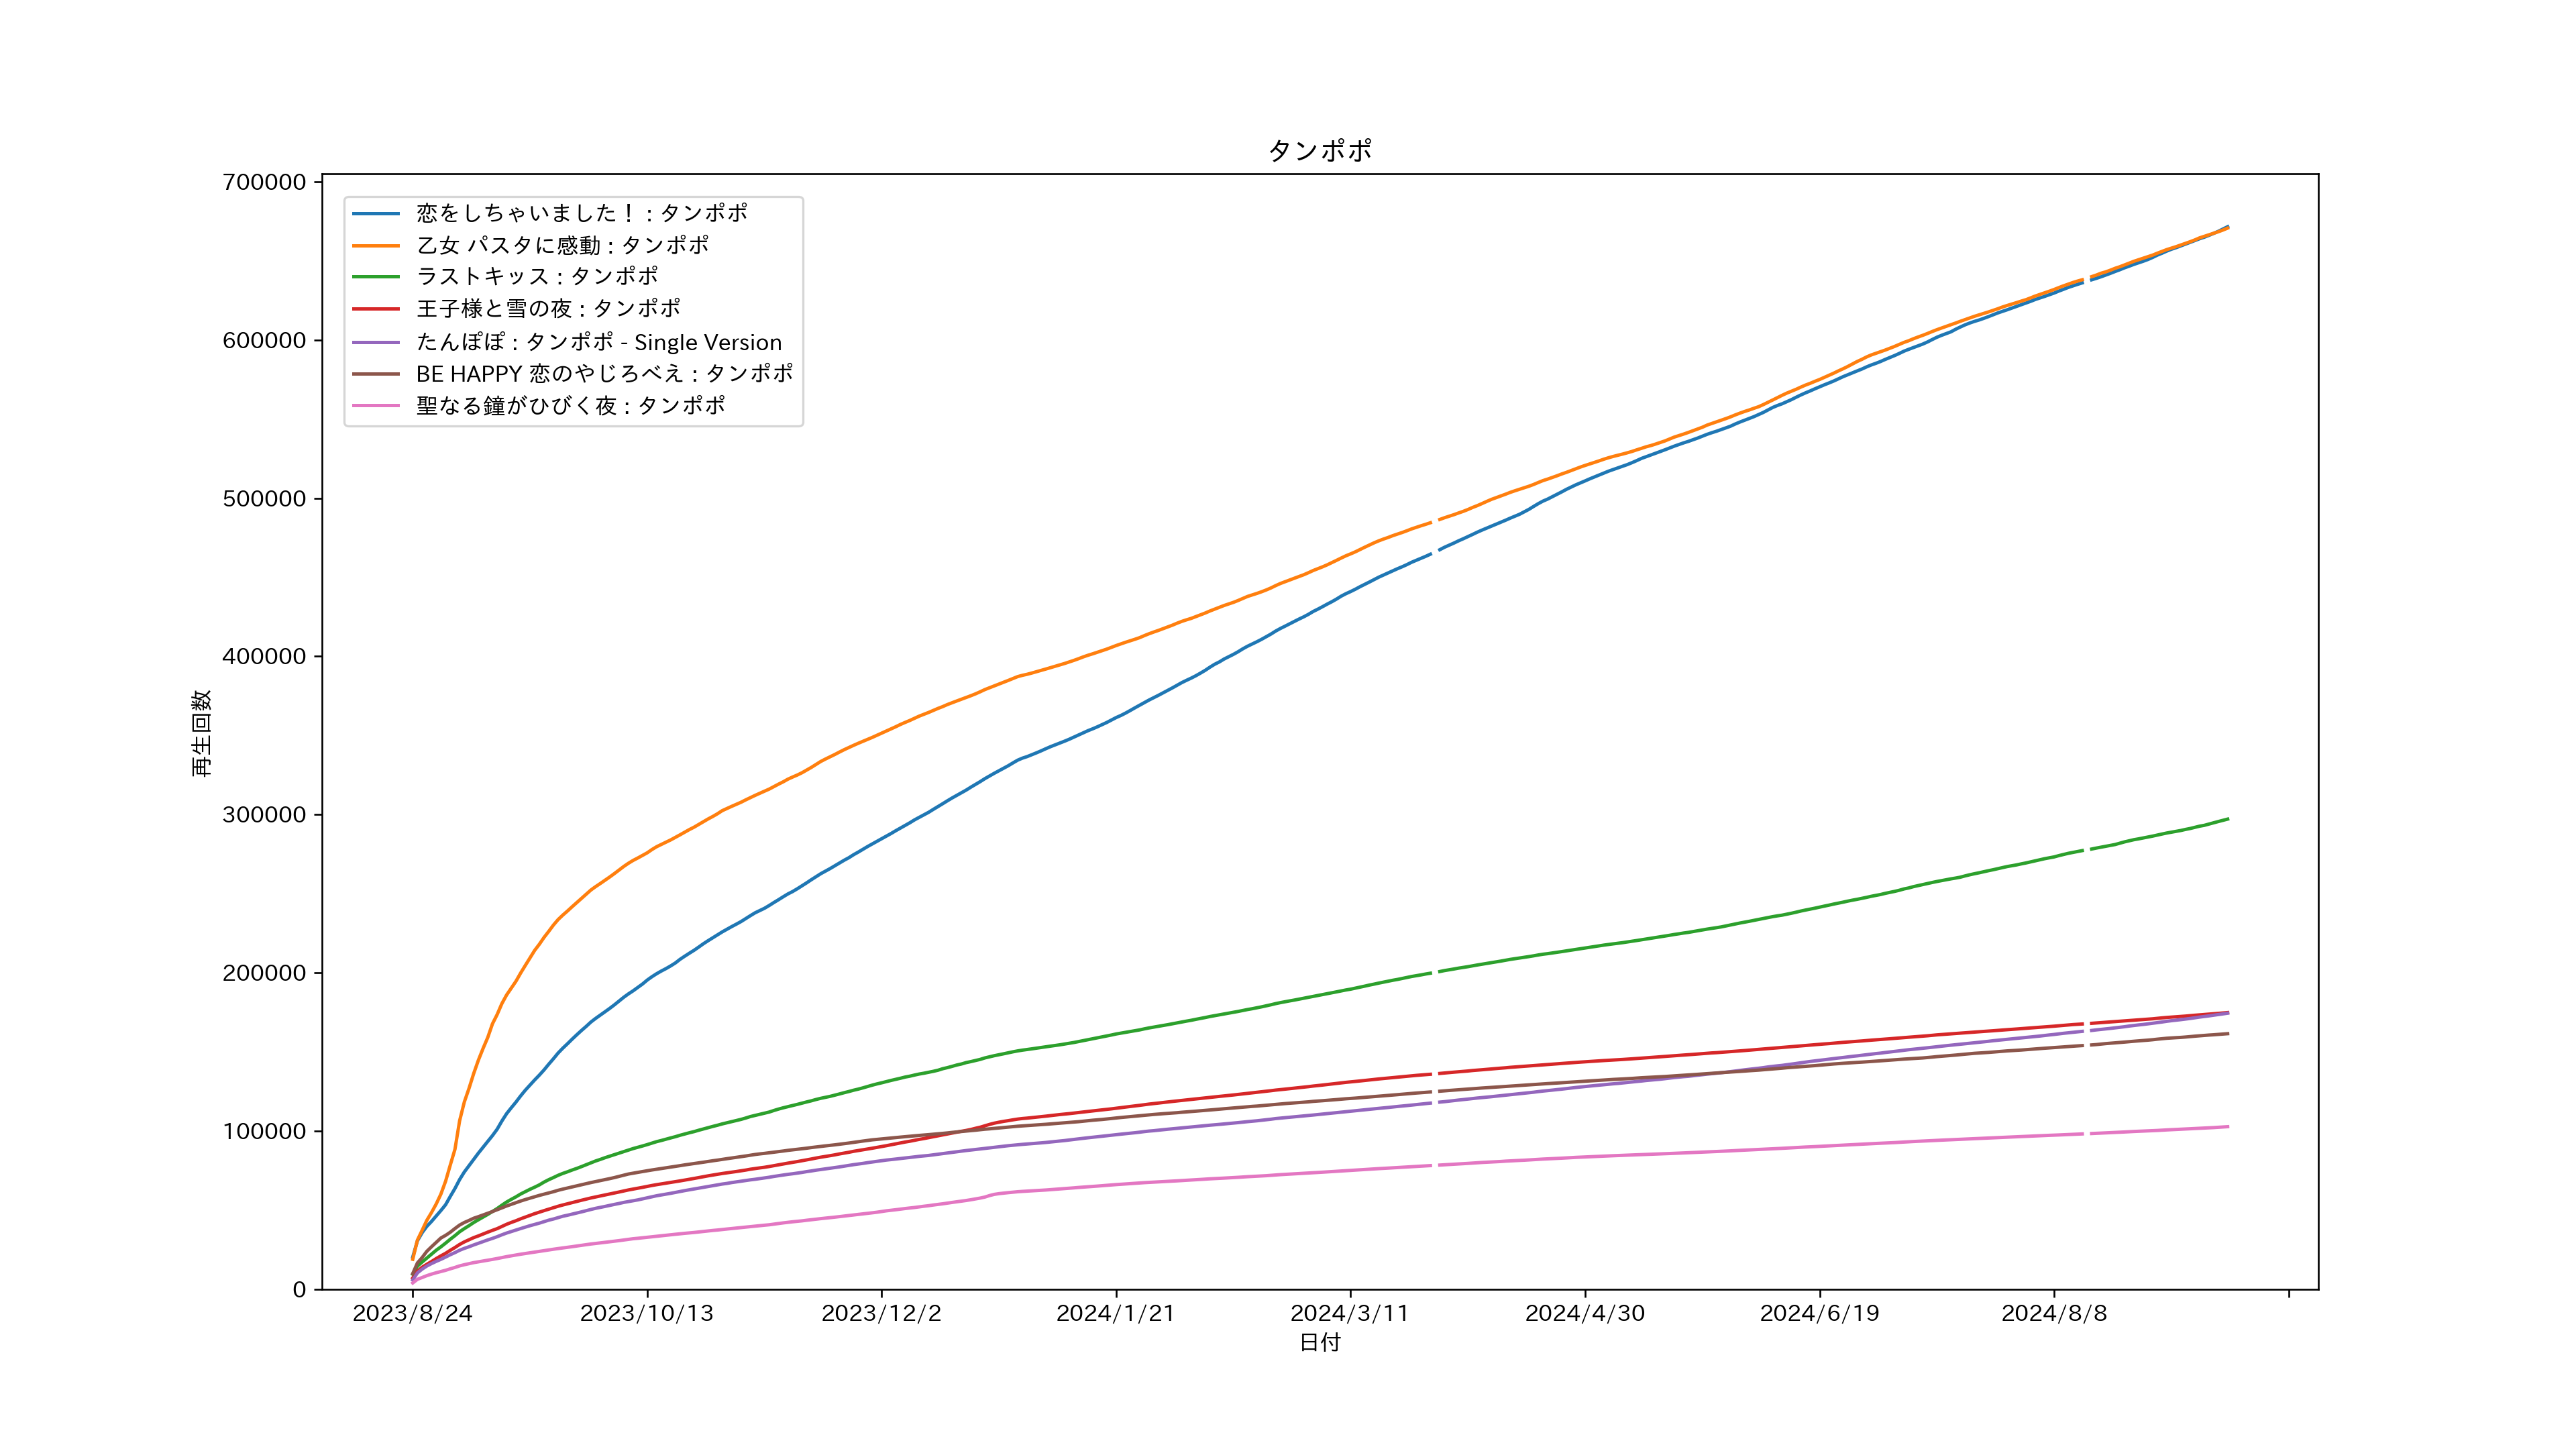 タンポポ
700000
600000
500000
400000
300000
200000
100000
0
再生回数
恋をしちゃいました！ : タンポポ
乙女 パスタに感動 : タンポポ
ラストキッス : タンポポ
王子様と雪の夜 : タンポポ
たんぽぽ : タンポポ - Single Version
BE HAPPY 恋のやじろべえ : タンポポ
聖なる鐘がひびく夜 : タンポポ
2023/8/24 2023/10/13 2023/12/2 2024/1/21 2024/3/11 2024/4/30 2024/6/19 2024/8/8
日付